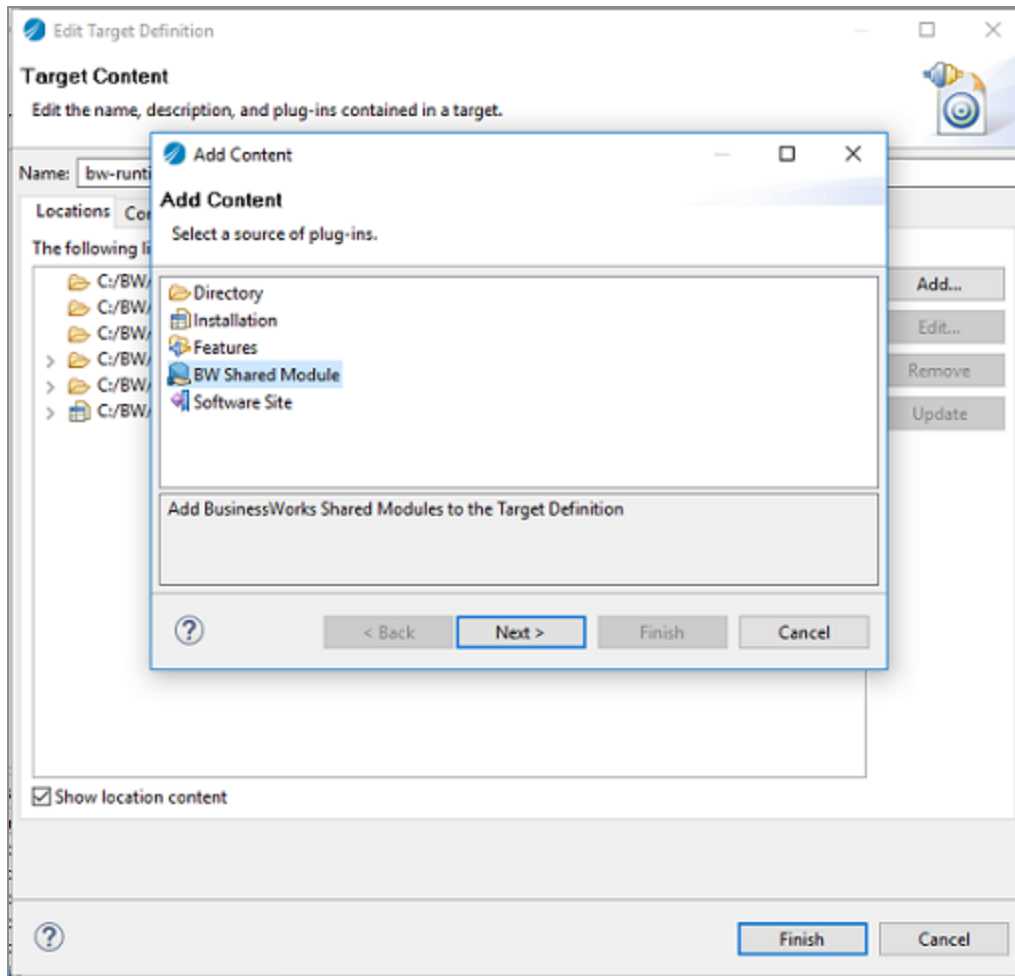 Edit Target Definition
Target Content
Edit the name, description, and plug-ins contained in a target.
Name: bw-runti
Locations Co
The following li
C:/BW/
C:/BW/
C:/BW/
C:/BW/
C:/BW/
C:/BW/
Add...
Edit...
Remove
Update
Add Content
Add Content
Select a source of plug-ins.
Directory
Installation
Features
BW Shared Module
Software Site
Add BusinessWorks Shared Modules to the Target Definition
? < Back Next > Finish Cancel
Show location content
? Finish Cancel